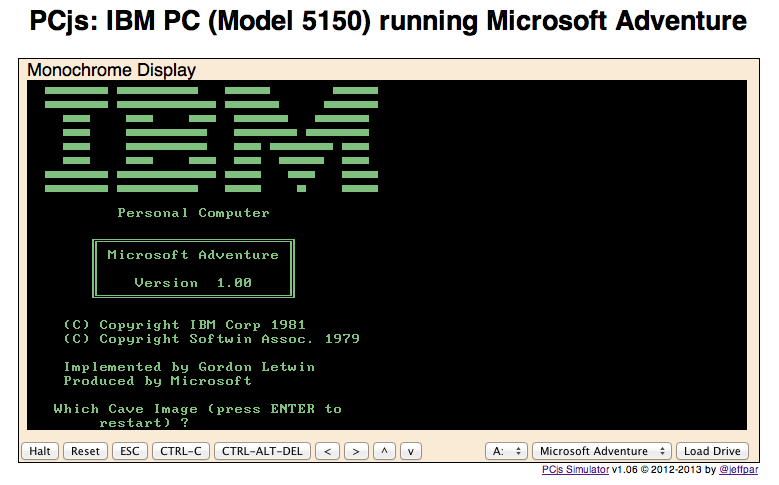 PCjs: IBM PC (Model 5150) running Microsoft Adventure
Monochrome Display
IBM
Personal Computer
Microsoft Adventure
Version 1.00
(C) Copyright IBM Corp 1981
(C) Copyright Softwin Assoc. 1979
Implemented by Gordon Letwin
Produced by Microsoft
Which Cave Image (press ENTER to
restart) ?
Halt Reset ESC CTRL-C CTRL-ALT-DEL < > ^ v A: Microsoft Adventure Load Drive
PCjs Simulator v1.06 © 2012-2013 by @jeffpar